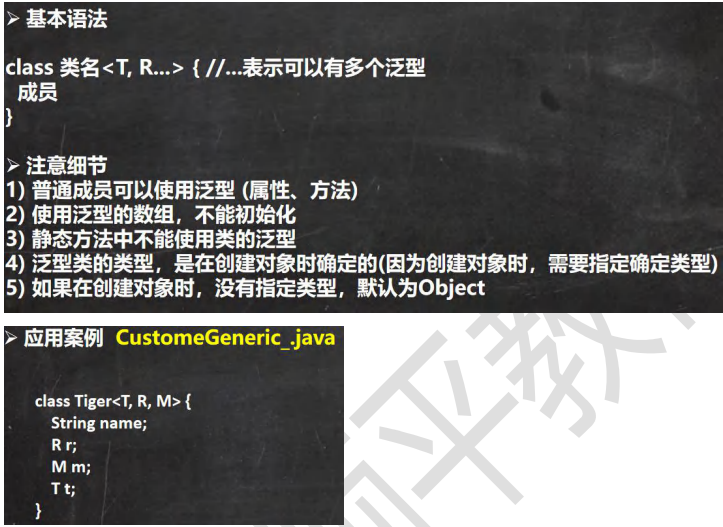 ➢ 基本语法
class 类名<T, R...> { //...表示可以有多个泛型
成员
}
➢ 注意细节
1) 普通成员可以使用泛型 (属性、方法)
2) 使用泛型的数组，不能初始化
3) 静态方法中不能使用类的泛型
4) 泛型类的类型，是在创建对象时确定的(因为创建对象时，需要指定确定类型)
5) 如果在创建对象时，没有指定类型，默认为Object
➢ 应用案例 CustomeGeneric_.java
class Tiger<T, R, M> {
String name;
R r;
M m;
T t;
}
平教